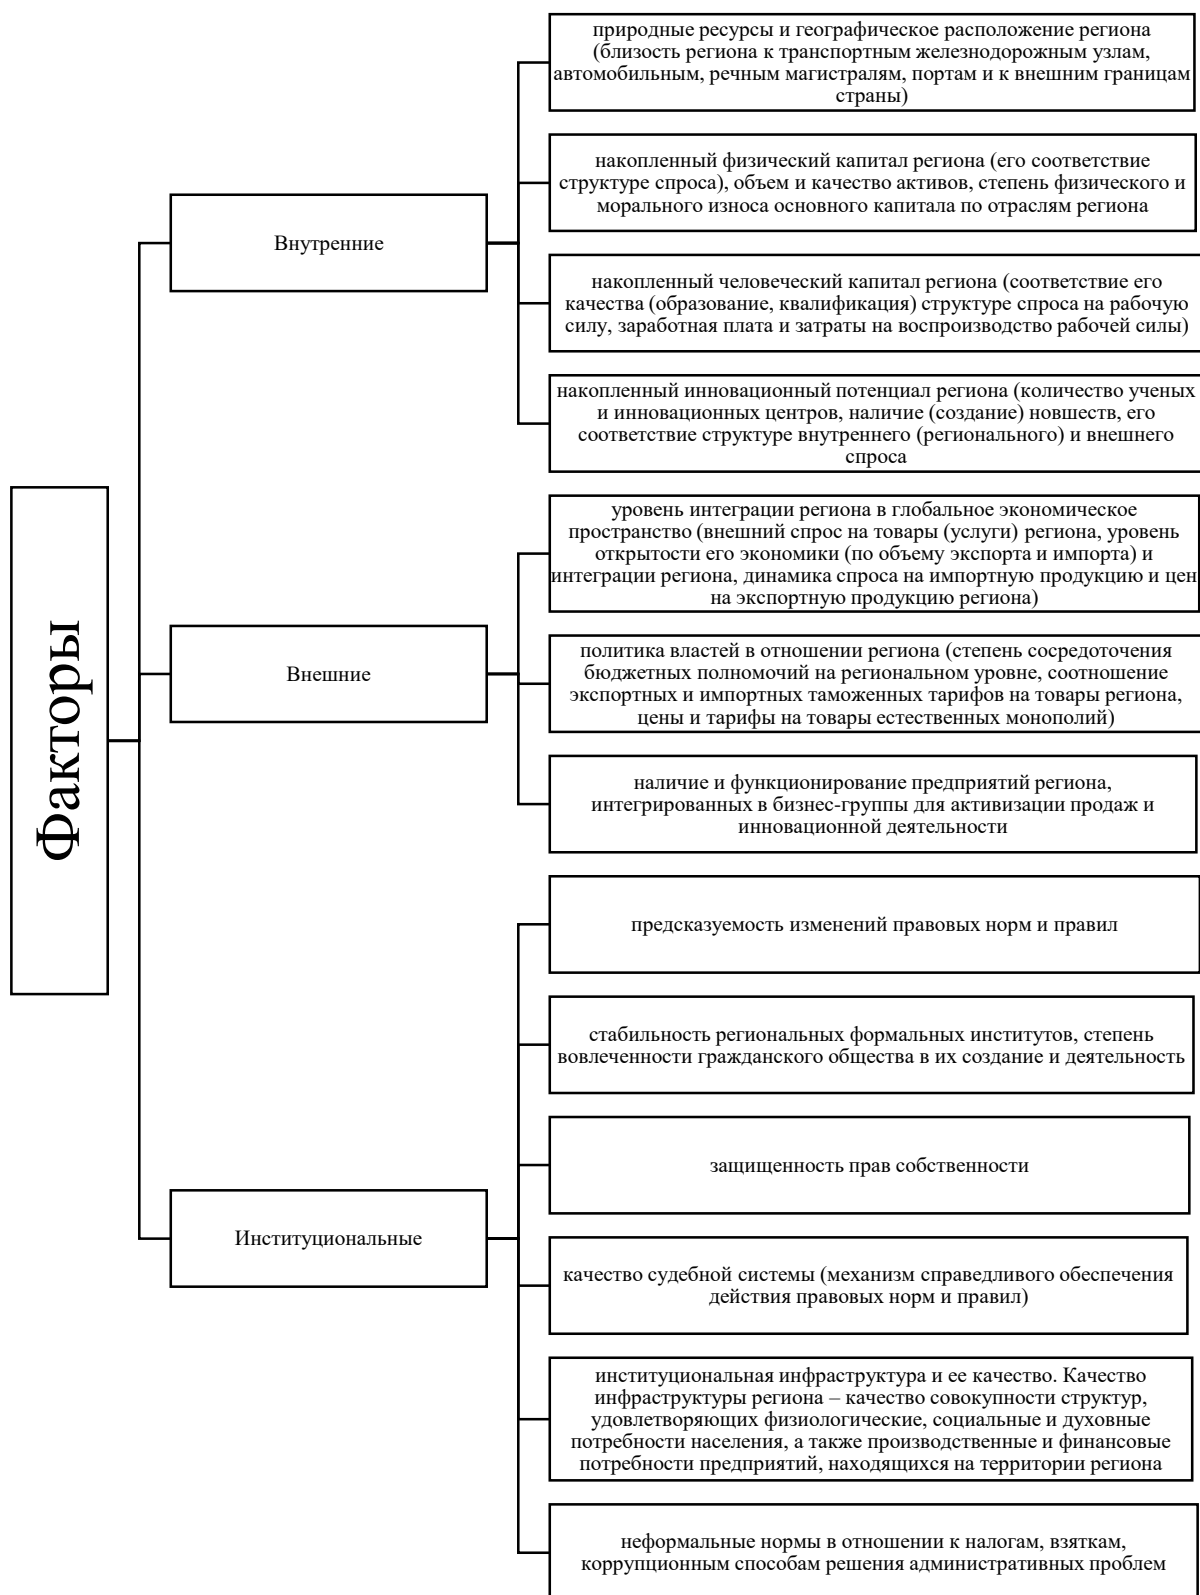 Факторы
Внутренние
природные ресурсы и географическое расположение региона
(близость региона к транспортным железнодорожным узлам,
автомобильным, речным магистралям, портам и к внешним границам
страны)
накопленный физический капитал региона (его соответствие
структуре спроса), объем и качество активов, степень физического и
морального износа основного капитала по отраслям региона
накопленный человеческий капитал региона (соответствие его
качества (образование, квалификация) структуре спроса на рабочую
силу, заработная плата и затраты на воспроизводство рабочей силы)
накопленный инновационный потенциал региона (количество ученых
и инновационных центров, наличие (создание) новшеств, его
соответствие структуре внутреннего (регионального) и внешнего
спроса
Внешние
уровень интеграции региона в глобальное экономическое
пространство (внешний спрос на товары (услуги) региона, уровень
открытости его экономики (по объему экспорта и импорта) и
интеграции региона, динамика спроса на импортную продукцию и цен
на экспортную продукцию региона)
политика властей в отношении региона (степень сосредоточения
бюджетных полномочий на региональном уровне, соотношение
экспортных и импортных таможенных тарифов на товары региона,
цены и тарифы на товары естественных монополий)
наличие и функционирование предприятий региона,
интегрированных в бизнес-группы для активизации продаж и
инновационной деятельности
Институциональные
предсказуемость изменений правовых норм и правил
стабильность региональных формальных институтов, степень
вовлеченности гражданского общества в их создание и деятельность
защищенность прав собственности
качество судебной системы (механизм справедливого обеспечения
действия правовых норм и правил)
институциональная инфраструктура и ее качество. Качество
инфраструктуры региона – качество совокупности структур,
удовлетворяющих физиологические, социальные и духовные
потребности населения, а также производственные и финансовые
потребности предприятий, находящихся на территории региона
неформальные нормы в отношении к налогам, взяткам,
коррупционным способам решения административных проблем